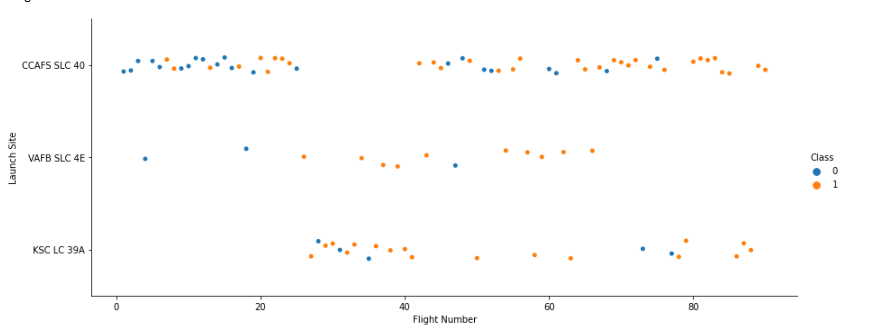 CCAFS SLC 40
VAFB SLC 4E
KSC LC 39A
Launch Site
0
20
40
60
80
Flight Number
Class
0
1